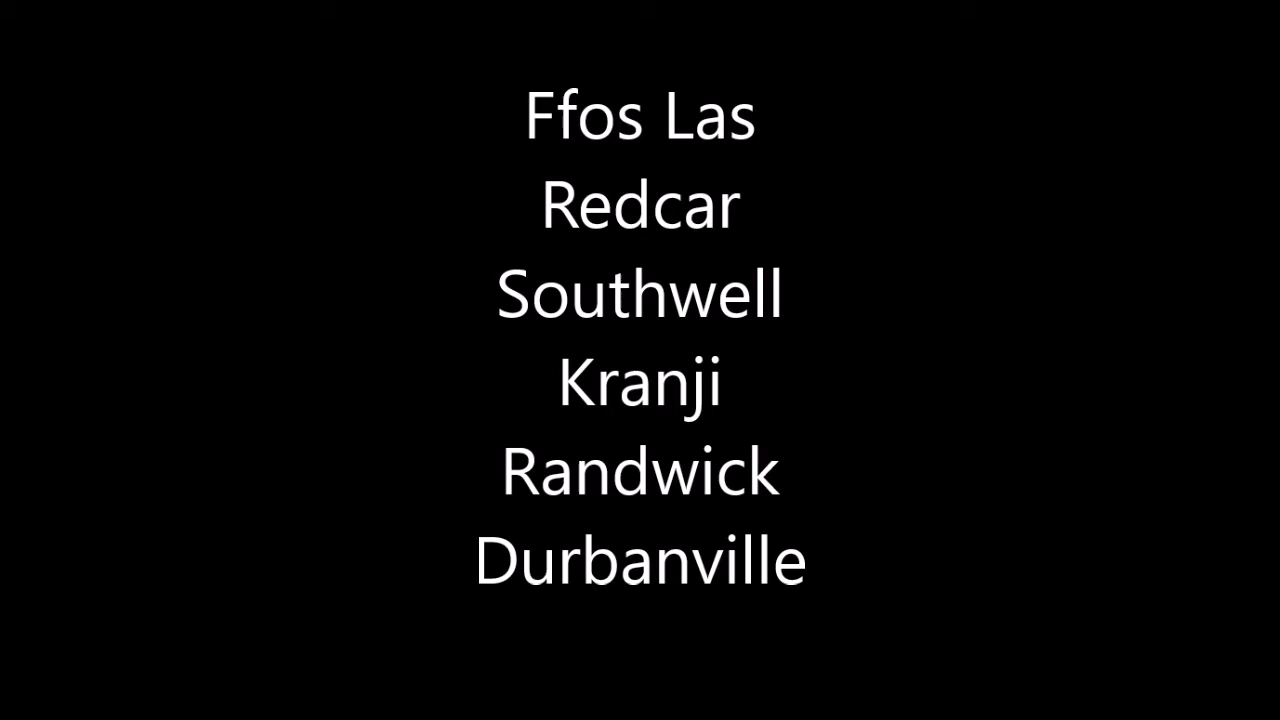 Ffos Las
Redcar
Southwell
Kranji
Randwick
Durbanville